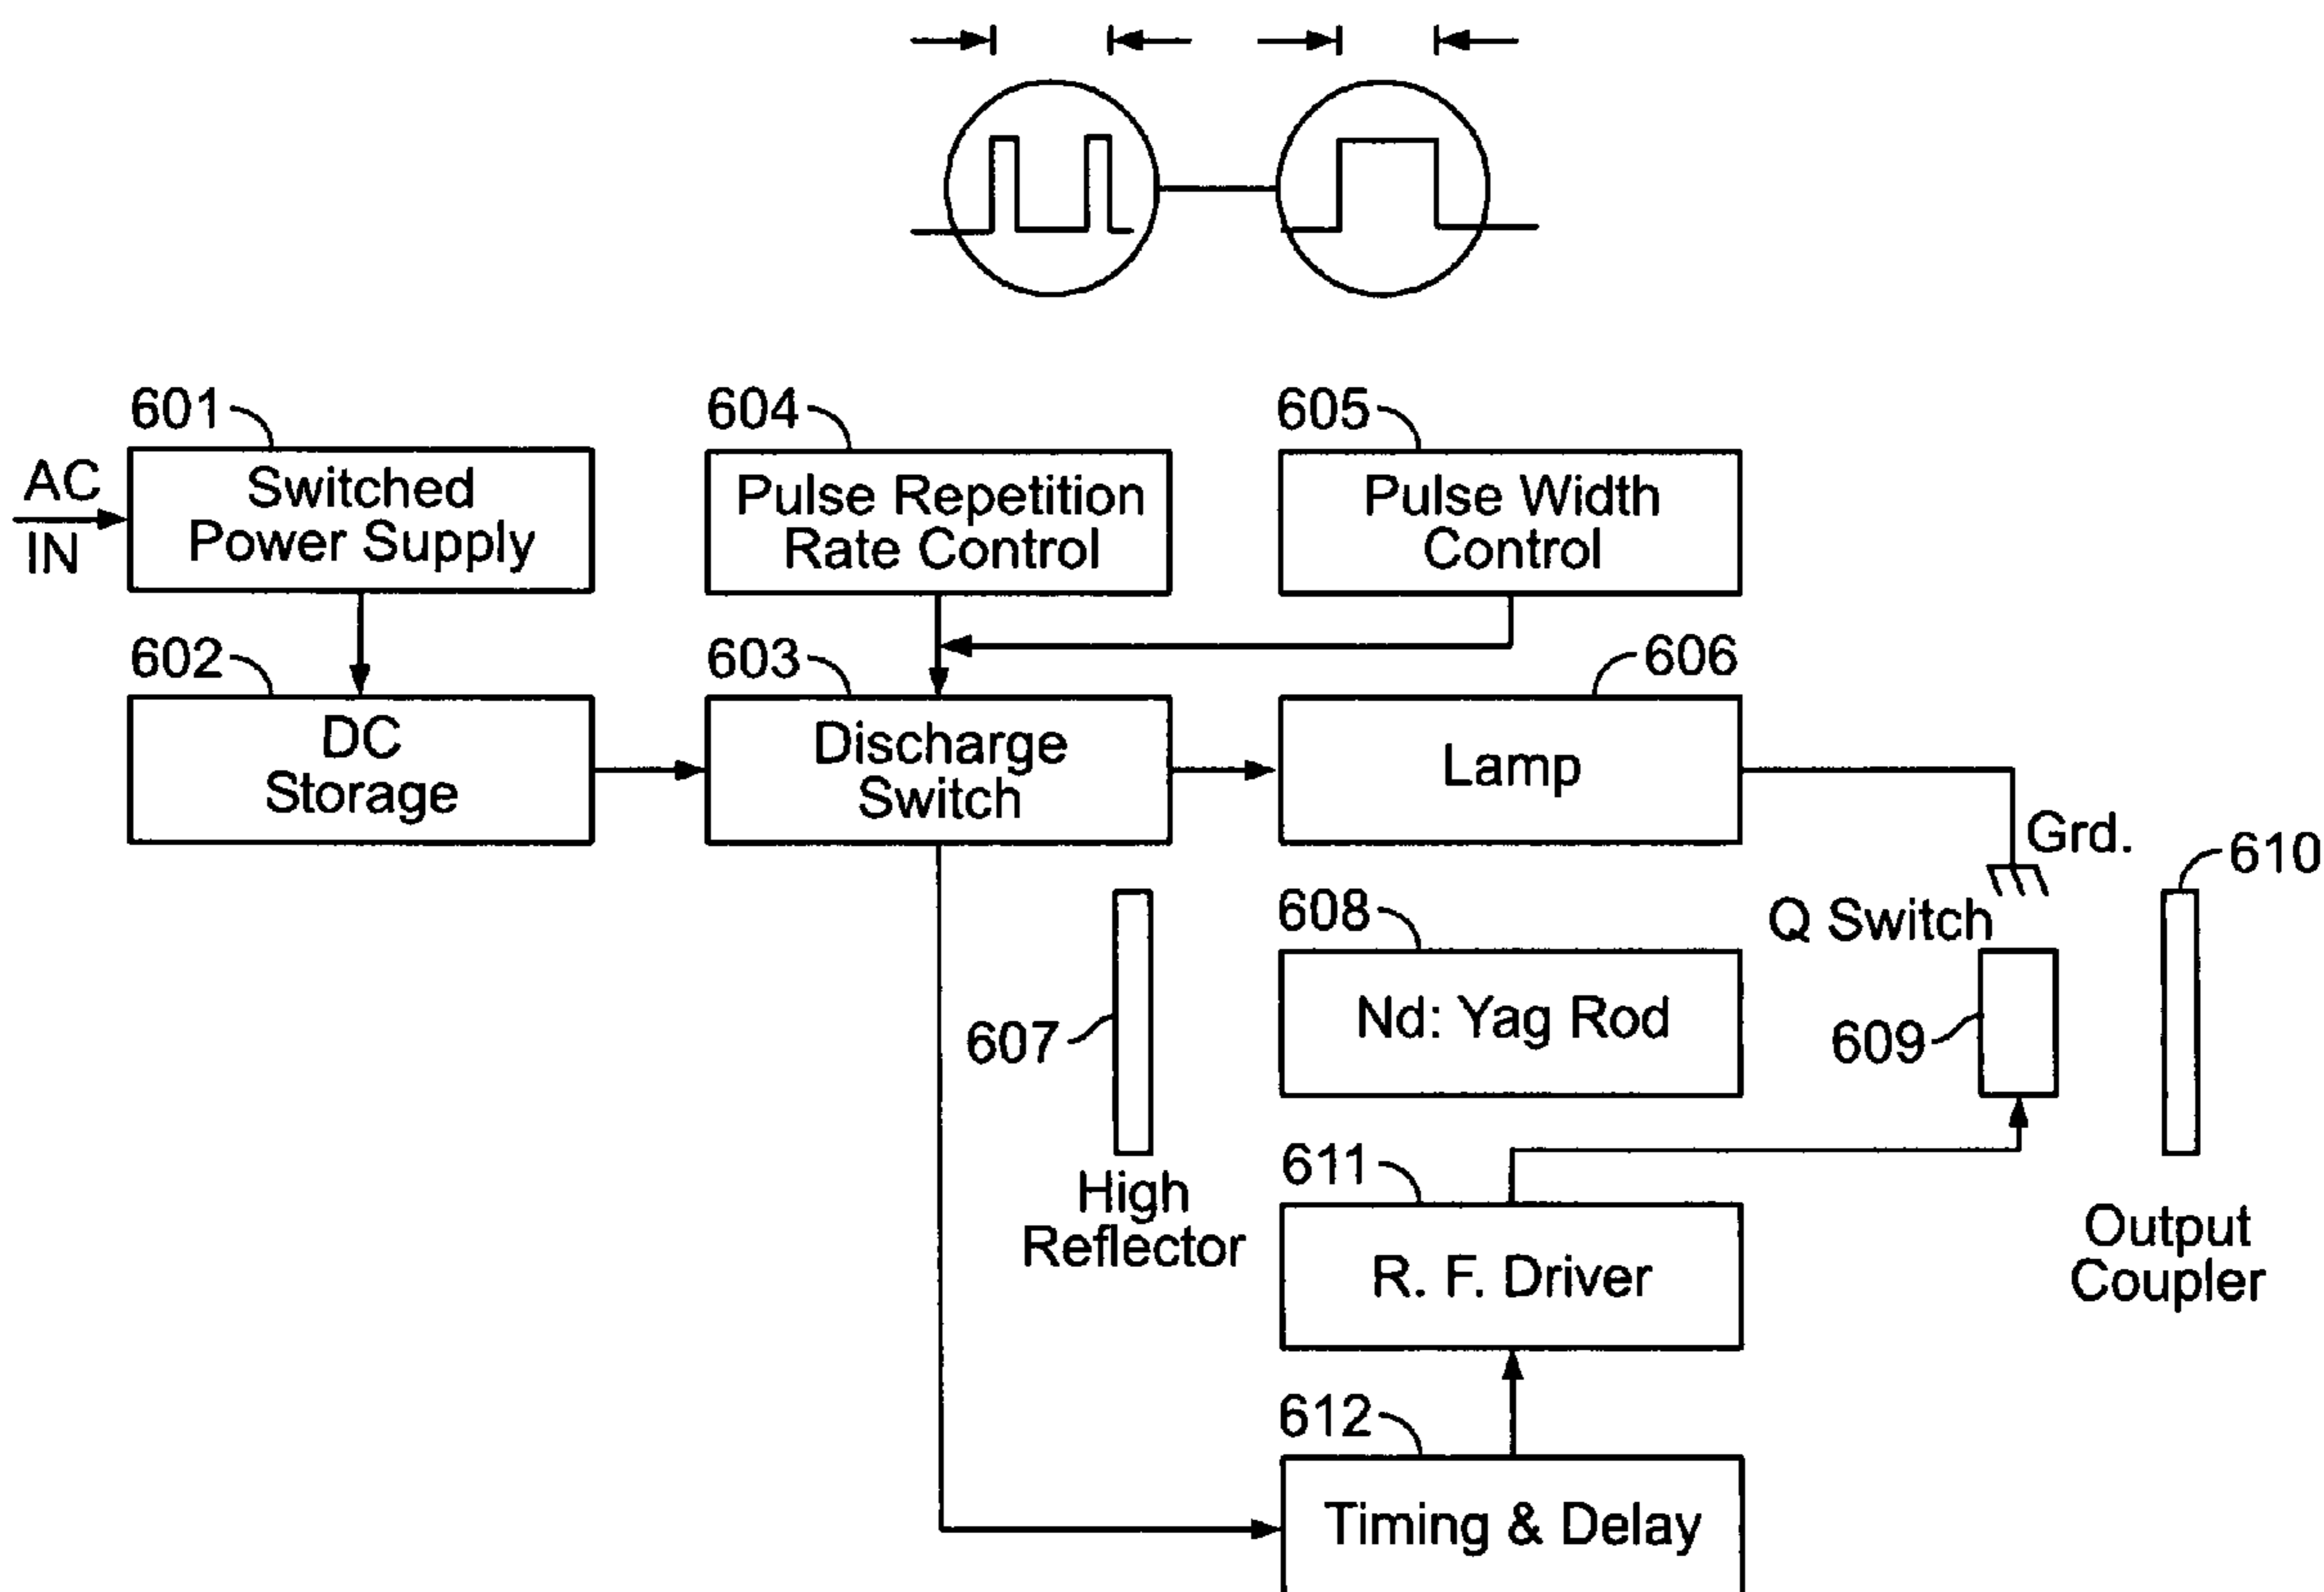 601
604
605
AC
IN
Switched
Power Supply
Pulse Repetition
Rate Control
Pulse Width
Control
602
603
606
DC
Storage
Discharge
Switch
Lamp
Grd.
610
608
Q Switch
Nd: Yag Rod
607
609
High
Reflector
611
R. F. Driver
Output
Coupler
612
Timing & Delay